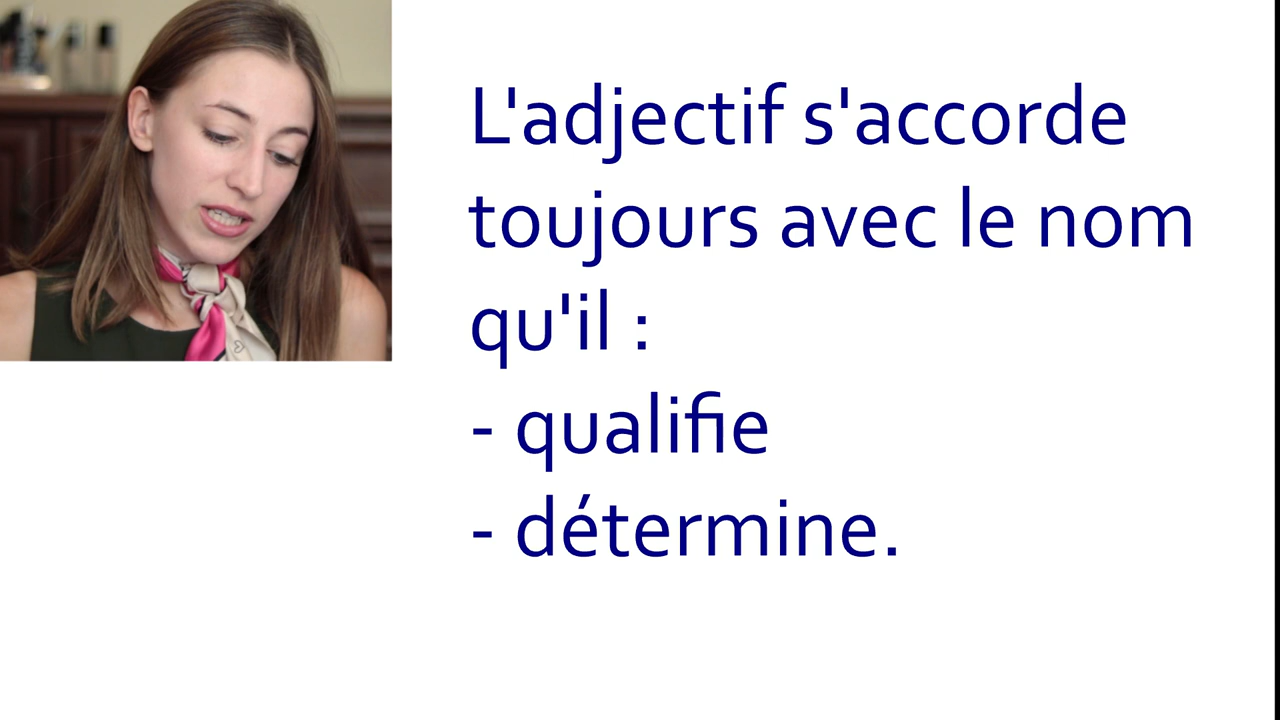 L'adjectif s'accorde
toujours avec le nom
qu'il :
- qualifie
- détermine.